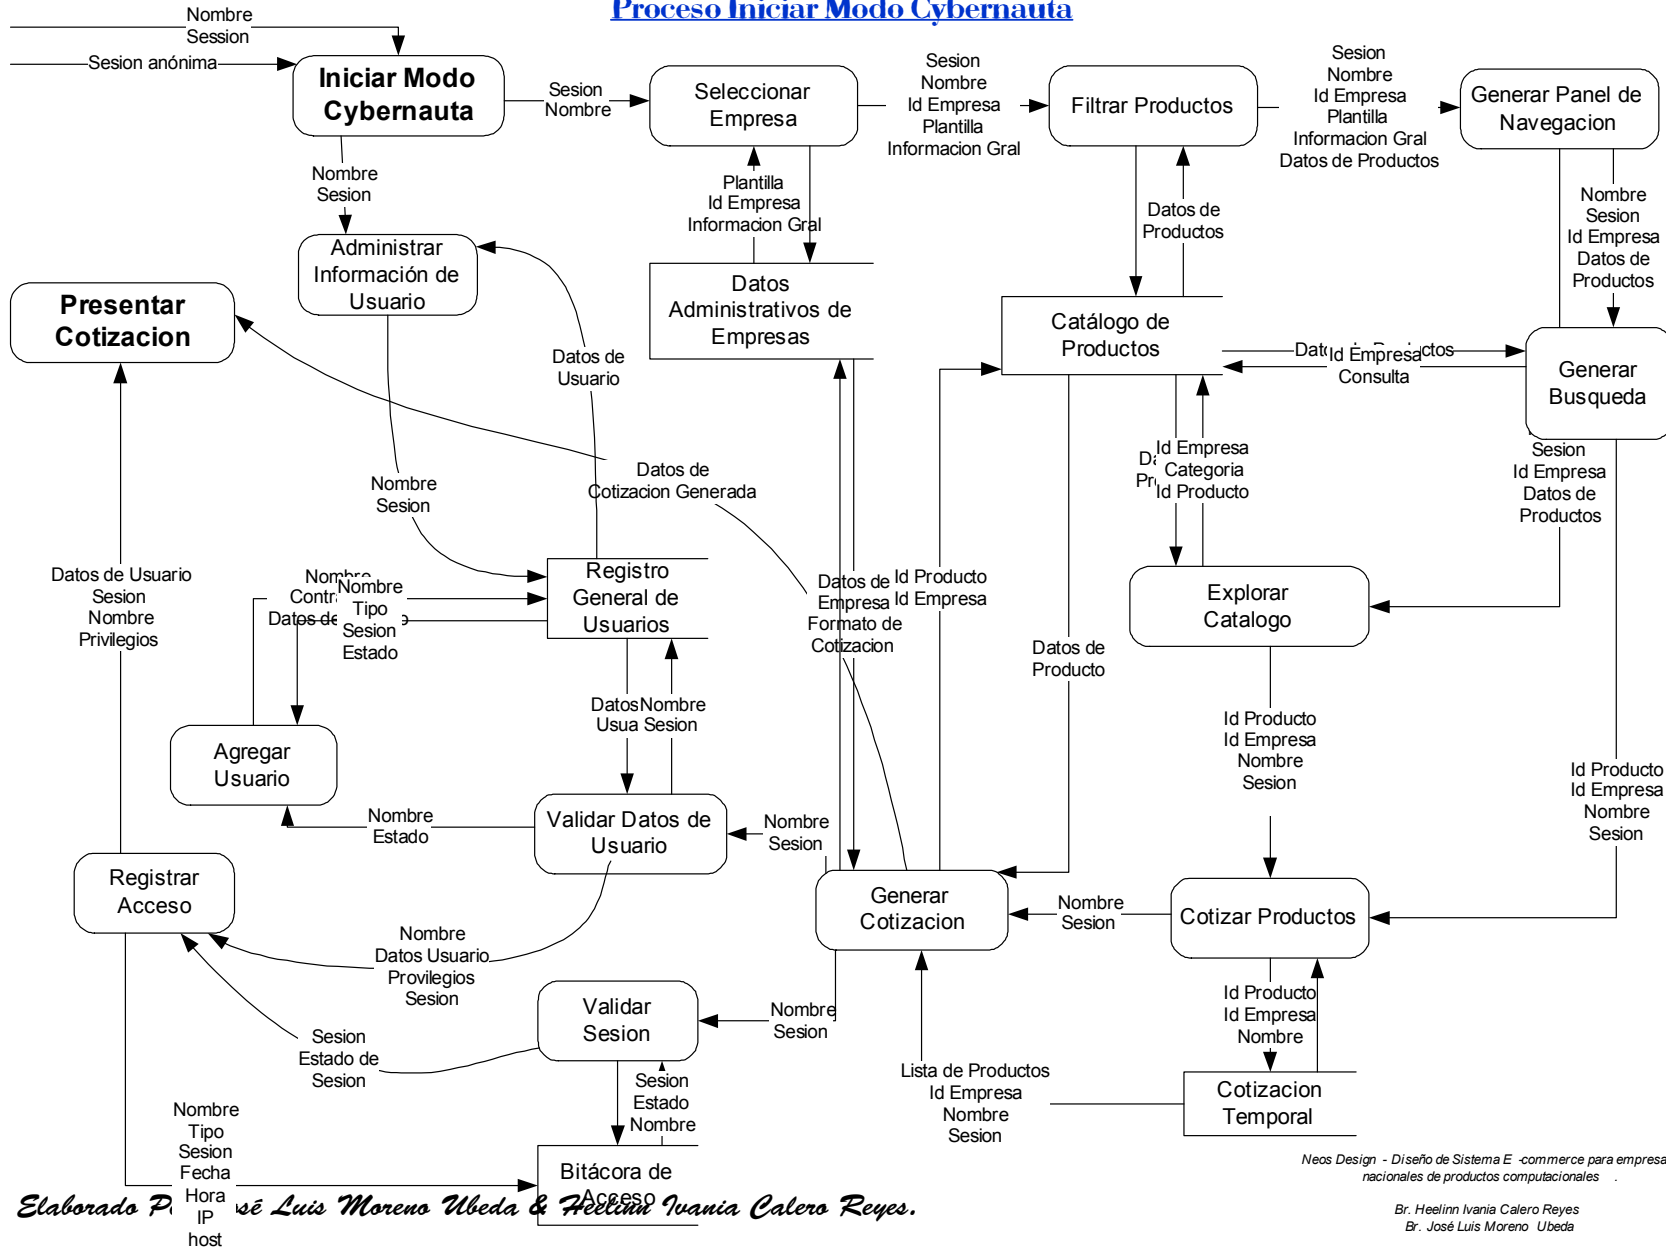 Proceso Iniciar Modo Cybernauta
Nombre
Session
Sesion anónima
Iniciar Modo
Cybernauta
Sesion
Nombre
Seleccionar
Empresa
Sesion
Nombre
Id Empresa
Plantilla
Informacion Gral
Filtrar Productos
Sesion
Nombre
Id Empresa
Plantilla
Informacion Gral
Datos de Productos
Generar Panel de
Navegacion
Nombre
Sesion
Plantilla
Id Empresa
Informacion Gral
Datos de
Productos
Nombre
Sesion
Id Empresa
Datos de
Productos
Administrar
Información de
Usuario
Presentar
Cotizacion
Datos
Administrativos de
Empresas
Catálogo de
Productos
Id Empresa
Consulta
Generar
Busqueda
Datos de
Usuario
Sesion
Id Empresa
Datos de
Productos
Id Empresa
Categoria
Id Producto
Nombre
Sesion
Datos de
Cotizacion Generada
Datos de Usuario
Sesion
Nombre
Privilegios
Nombre
Tipo
Sesion
Estado
Registro
General de
Usuarios
Datos de
Empresa
Formato de
Cotizacion
Id Producto
Id Empresa
Datos de
Producto
Explorar
Catalogo
Datos
Nombre
Sesion
Id Producto
Id Empresa
Nombre
Sesion
Id Producto
Id Empresa
Nombre
Sesion
Agregar
Usuario
Nombre
Estado
Validar Datos de
Usuario
Nombre
Sesion
Registrar
Acceso
Generar
Cotizacion
Nombre
Sesion
Cotizar Productos
Nombre
Datos Usuario
Provilegios
Sesion
Validar
Sesion
Nombre
Sesion
Id Producto
Id Empresa
Nombre
Sesion
Estado de
Sesion
Sesion
Estado
Nombre
Lista de Productos
Id Empresa
Nombre
Sesion
Cotizacion
Temporal
Nombre
Tipo
Sesion
Fecha
Hora
IP
host
Bitácora de
Acceso
Elaborado José Luis Moreno Ubeda & Heelinn Ivania Calero Reyes.
Neos Design - Diseño de Sistema E -commerce para empresa
nacionales de productos computacionales .
Br. Heelinn Ivania Calero Reyes
Br. José Luis Moreno Ubeda